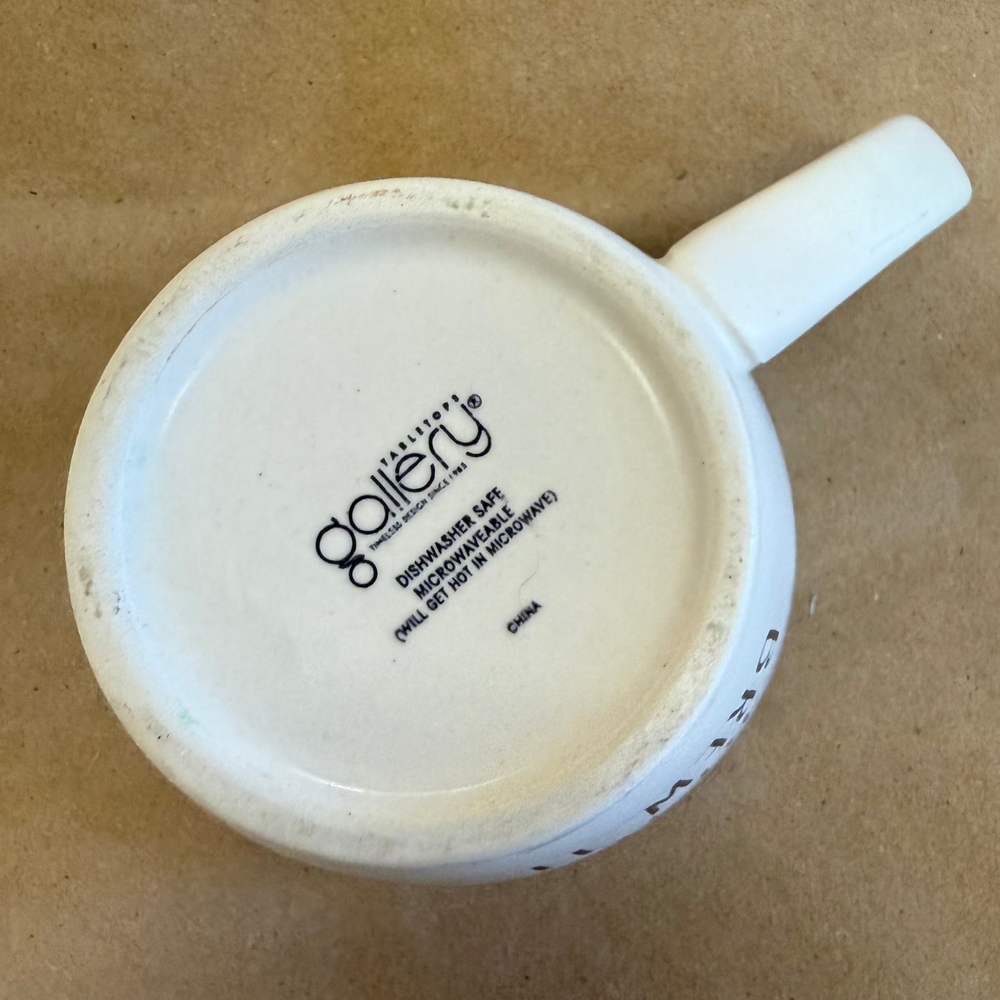 TABLETOPS
gallery®
TIMELESS DESIGN SINCE 1983
DISHWASHER SAFE
MICROWAVEABLE
(WILL GET HOT IN MICROWAVE)
CHINA